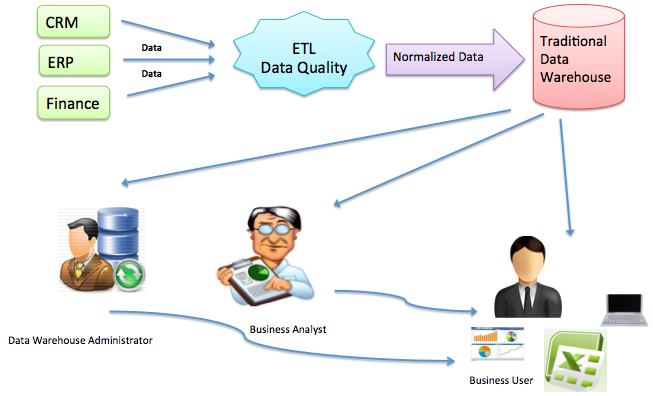 CRM
ERP
Finance
Data
Data
ETL
Data Quality
Normalized Data
Traditional
Data
Warehouse
Data Warehouse Administrator
Business Analyst
Business User